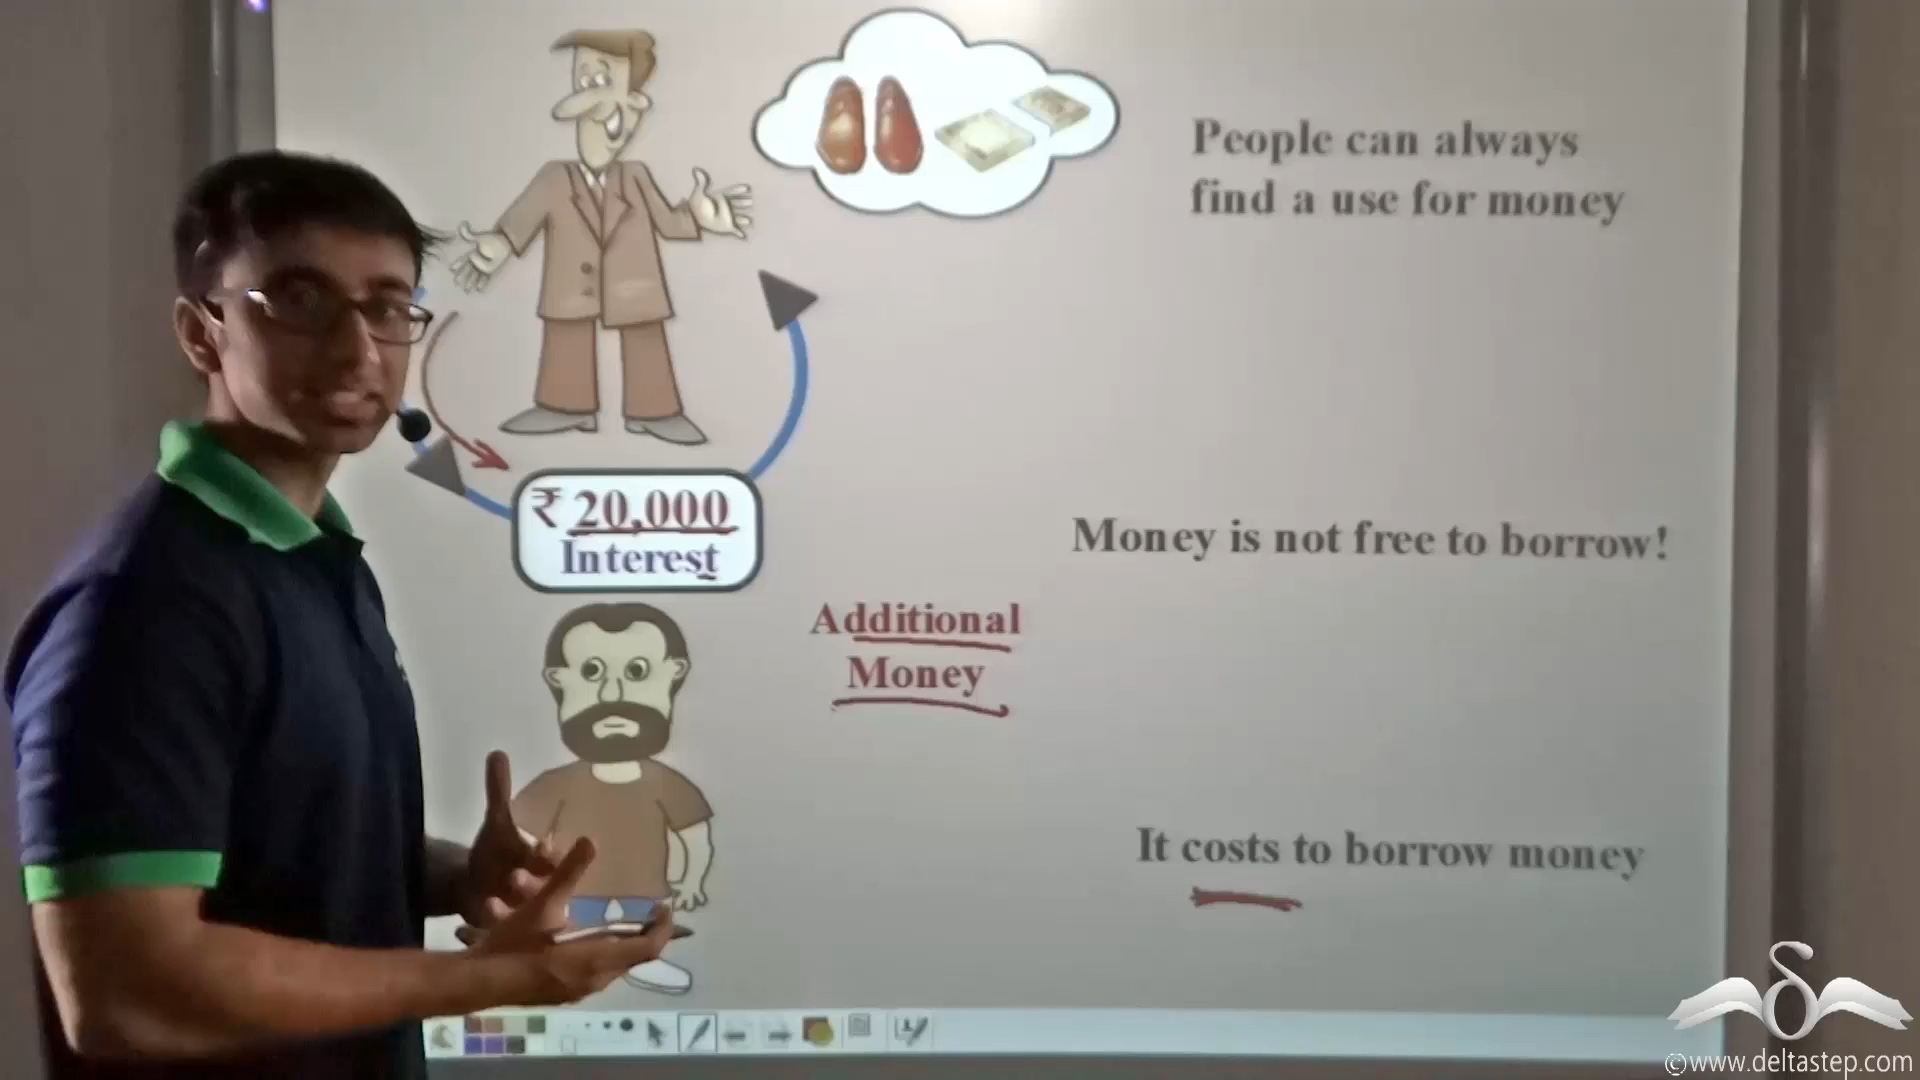 People can always
find a use for money
₹ 20,000
Interest
Money is not free to borrow!
Additional
Money
It costs to borrow money
©www.deltastep.com